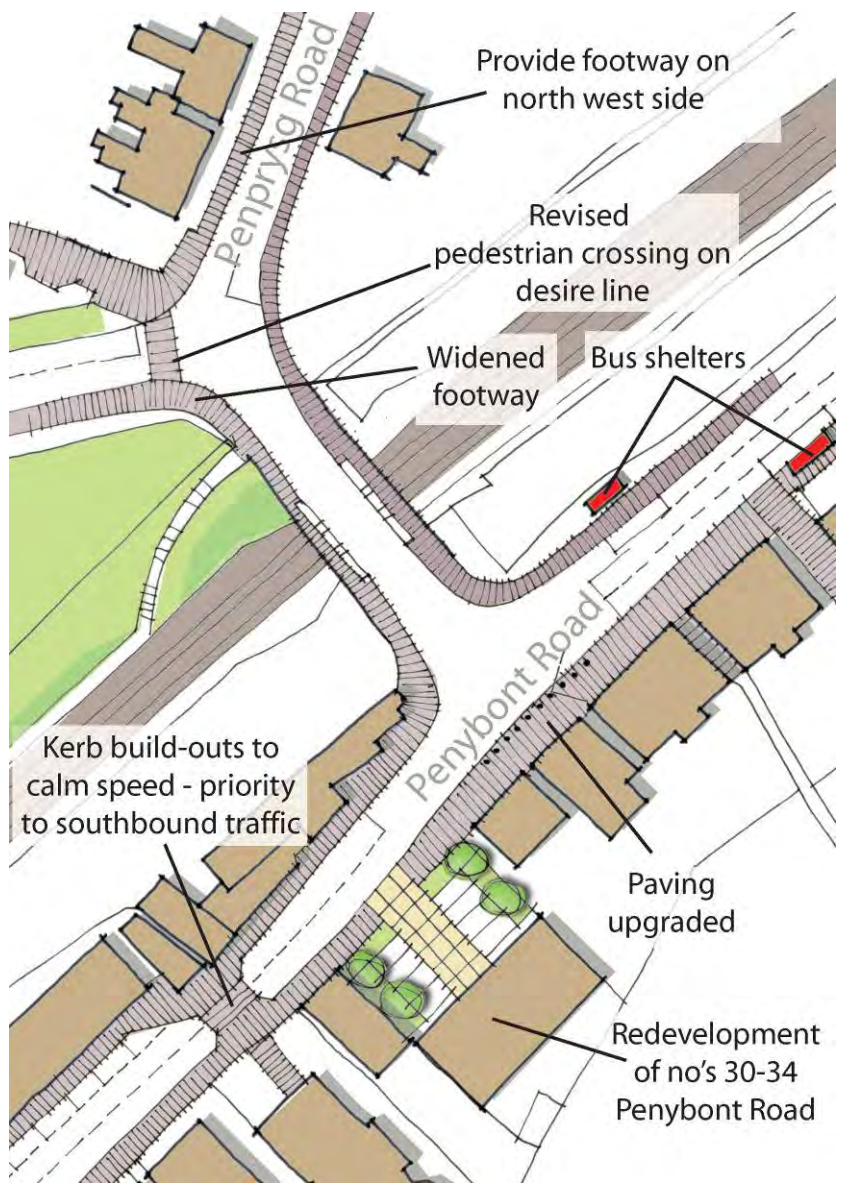 Provide footway on
north west side
Penprysg Road
Revised
pedestrian crossing on
desire line
Widened
footway
Bus shelters
Penybont Road
Kerb build-outs to
calm speed - priority
to southbound traffic
Paving
upgraded
Redevelopment
of no's 30-34
Penybont Road